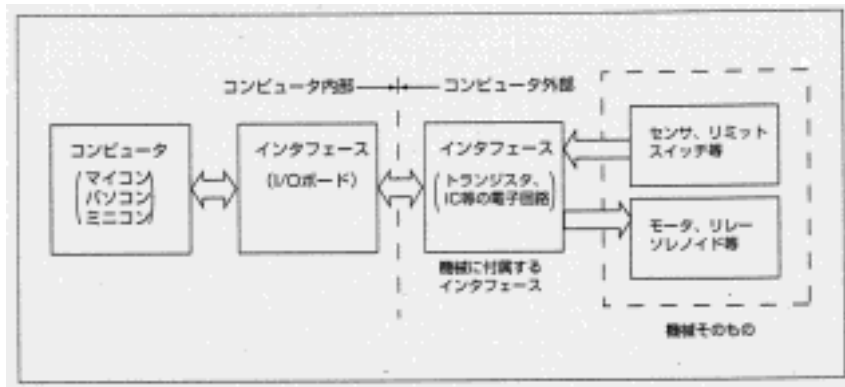 コンピュータ内部
コンピュータ外部
コンピュータ
(マイコン
パソコン
ミニコン)
インタフェース
(I/Oボード)
インタフェース
(トランジスタ、
IC等の電子回路)
機械に付属する
インタフェース
センサ、リミット
スイッチ等
モータ、リレー
ソレノイド等
機械そのもの